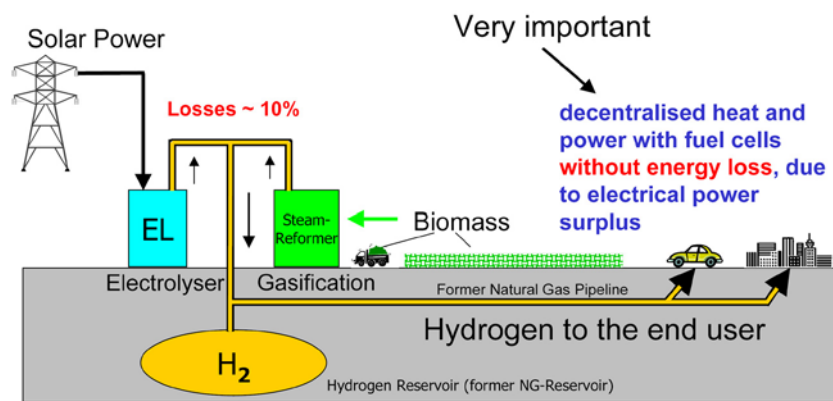 Solar Power
Very important
Losses ~ 10%
decentralised heat and
power with fuel cells
without energy loss, due
to electrical power
surplus
EL
Steam-
Reformer
Biomass
Electrolyser
Gasification
Former Natural Gas Pipeline
Hydrogen to the end user
H₂
Hydrogen Reservoir (former NG-Reservoir)